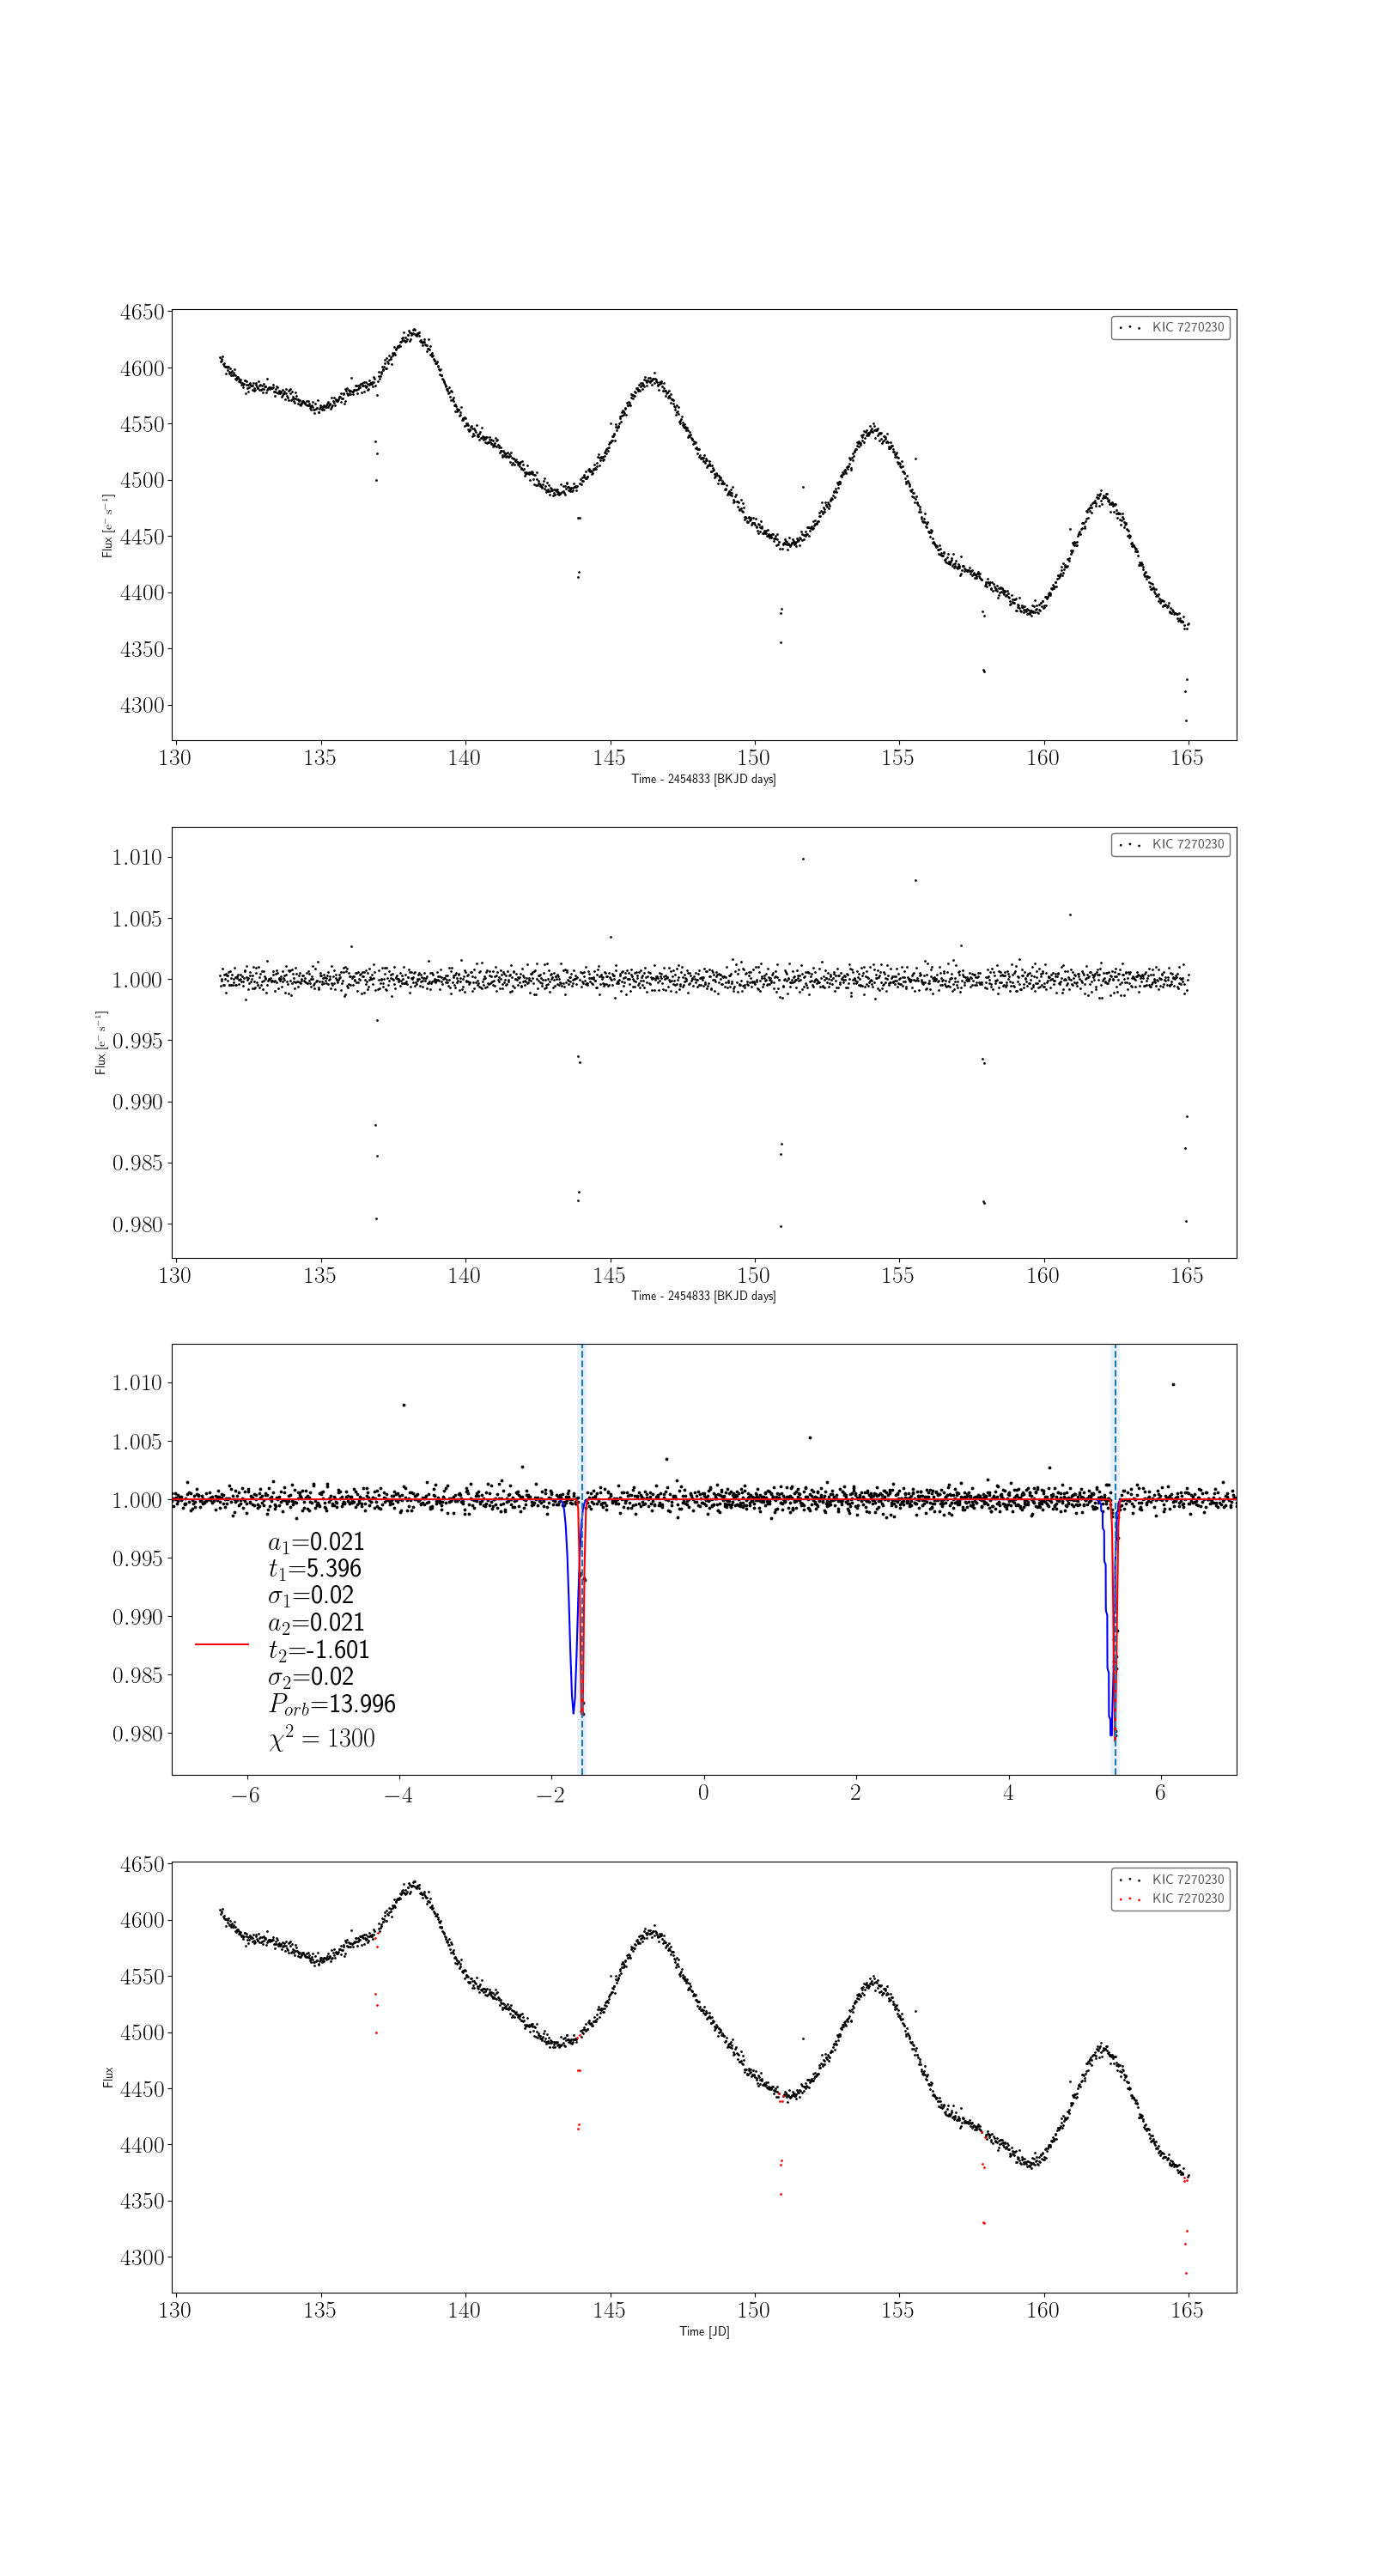 4650
4600
4550
4500
4450
4400
4350
4300
Flux [e⁻ s⁻¹]
KIC 7270230
130 135 140 145 150 155 160 165
Time - 2454833 [BKJD days]
1.010
1.005
1.000
0.995
0.990
0.985
0.980
Flux [e⁻ s⁻¹]
KIC 7270230
130 135 140 145 150 155 160 165
Time - 2454833 [BKJD days]
1.010
1.005
1.000
0.995
0.990
0.985
0.980
a₁=0.021
t₁=5.396
σ₁=0.02
a₂=0.021
t₂=-1.601
σ₂=0.02
P_orb=13.996
χ² = 1300
−6 −4 −2 0 2 4 6
4650
4600
4550
4500
4450
4400
4350
4300
Flux
KIC 7270230
KIC 7270230
130 135 140 145 150 155 160 165
Time [JD]